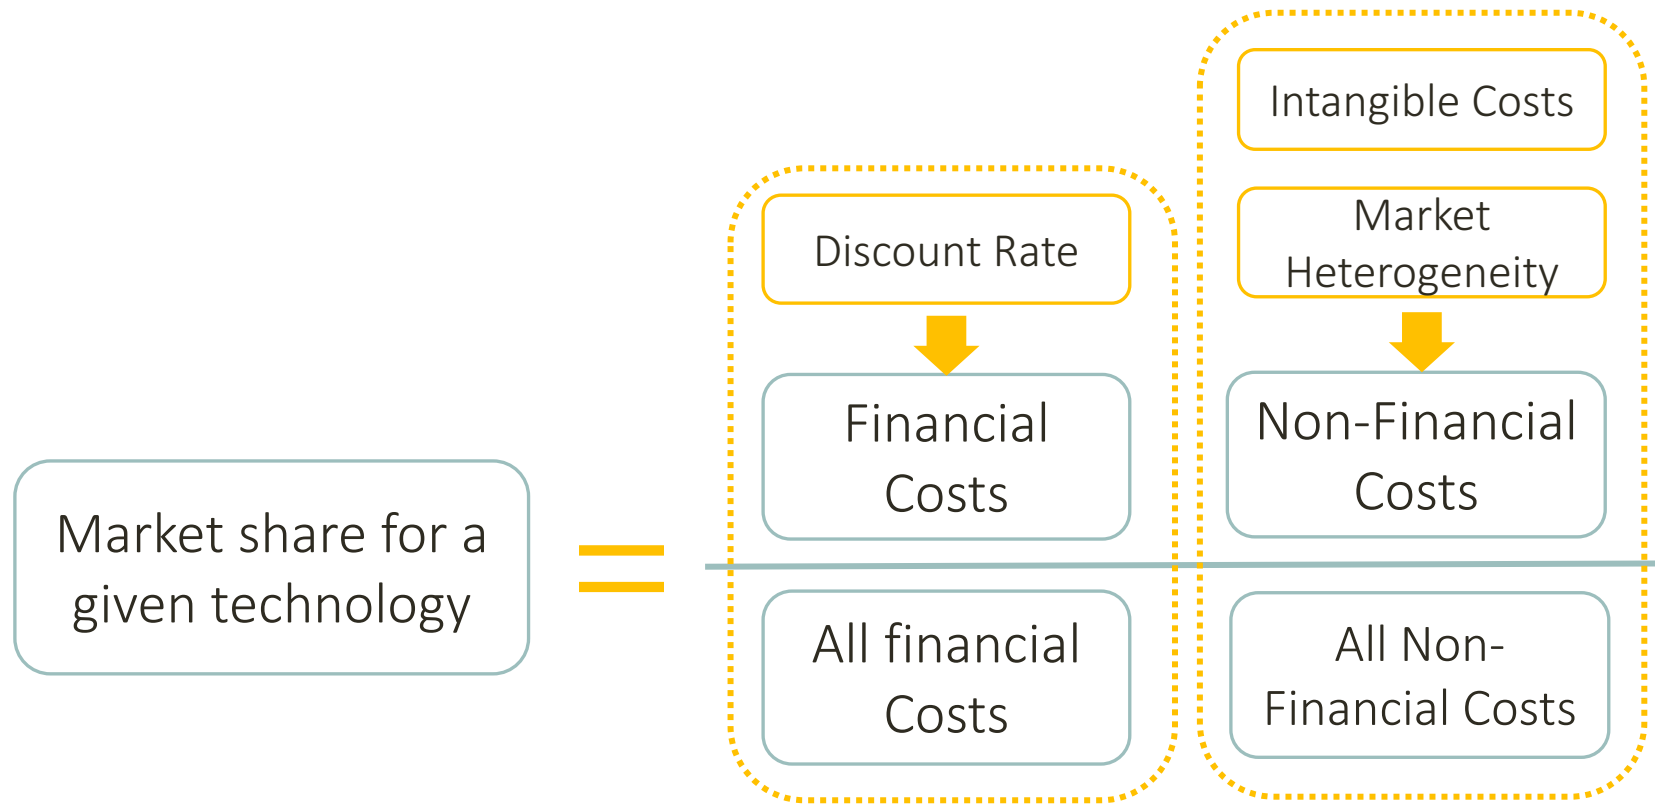 Market share for a
given technology
Discount Rate
Financial
Costs
All financial
Costs
Intangible Costs
Market
Heterogeneity
Non-Financial
Costs
All Non-
Financial Costs